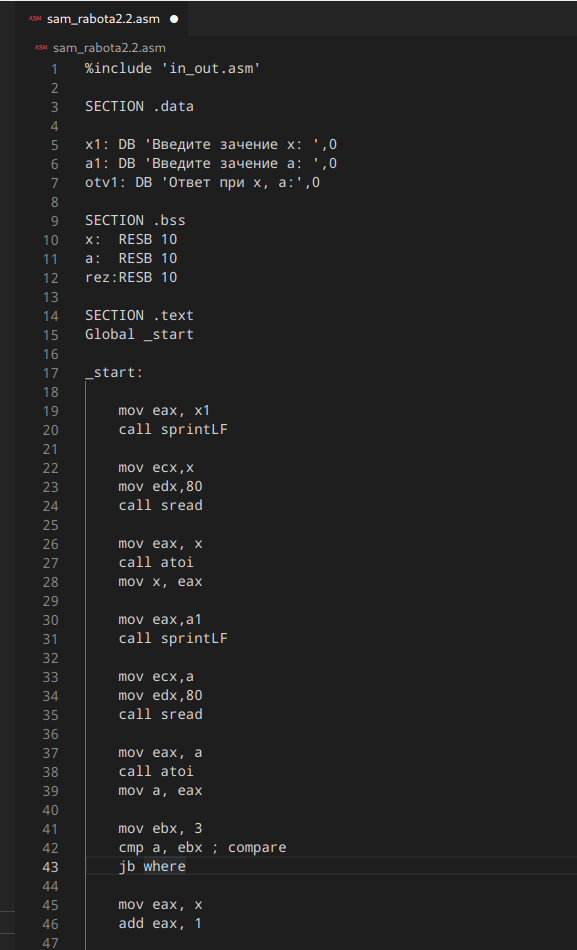 ASM sam_rabota2.2.asm
ASM sam_rabota2.2.asm
1 %include 'in_out.asm'
2
3 SECTION .data
4
5 x1: DB 'Введите зачение x: ',0
6 a1: DB 'Введите зачение a: ',0
7 otv1: DB 'Ответ при x, a:',0
8
9 SECTION .bss
10 x:  RESB 10
11 a:  RESB 10
12 rez:RESB 10
13
14 SECTION .text
15 Global _start
16
17 _start:
18
19     mov eax, x1
20     call sprintLF
21
22     mov ecx,x
23     mov edx,80
24     call sread
25
26     mov eax, x
27     call atoi
28     mov x, eax
29
30     mov eax,a1
31     call sprintLF
32
33     mov ecx,a
34     mov edx,80
35     call sread
36
37     mov eax, a
38     call atoi
39     mov a, eax
40
41     mov ebx, 3
42     cmp a, ebx ; compare
43     jb where
44
45     mov eax, x
46     add eax, 1
47